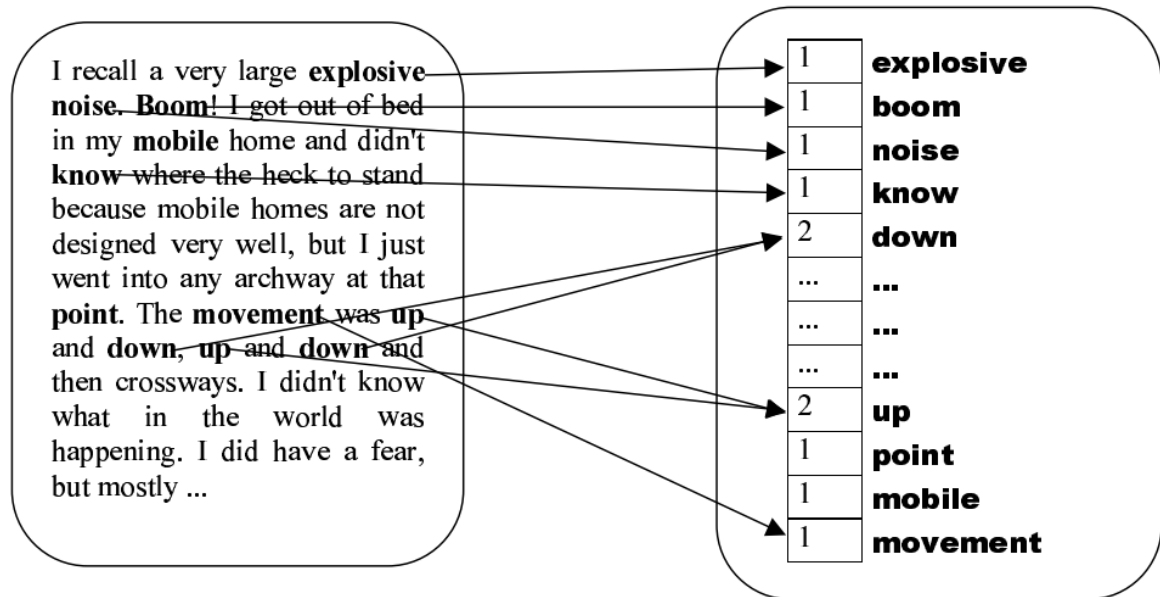 I recall a very large explosive
noise. Boom! I got out of bed
in my mobile home and didn't
know where the heck to stand
because mobile homes are not
designed very well, but I just
went into any archway at that
point. The movement was up
and down, up and down and
then crossways. I didn't know
what in the world was
happening. I did have a fear,
but mostly ...
1 explosive
1 boom
1 noise
1 know
2 down
... ...
... ...
... ...
2 up
1 point
1 mobile
1 movement